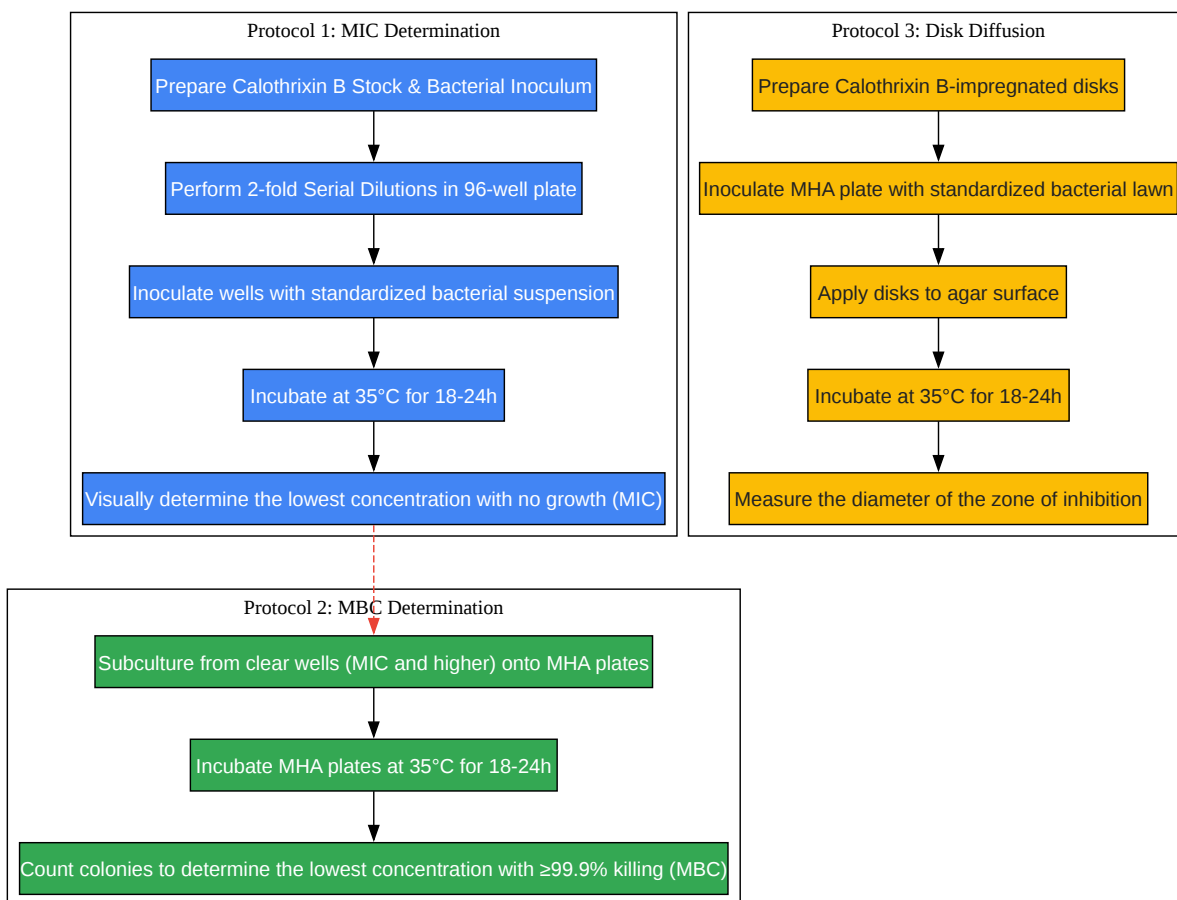 Protocol 1: MIC Determination
Prepare Calothrixin B Stock & Bacterial Inoculum
Perform 2-fold Serial Dilutions in 96-well plate
Inoculate wells with standardized bacterial suspension
Incubate at 35°C for 18-24h
Visually determine the lowest concentration with no growth (MIC)
Protocol 3: Disk Diffusion
Prepare Calothrixin B-impregnated disks
Inoculate MHA plate with standardized bacterial lawn
Apply disks to agar surface
Incubate at 35°C for 18-24h
Measure the diameter of the zone of inhibition
Protocol 2: MBC Determination
Subculture from clear wells (MIC and higher) onto MHA plates
Incubate MHA plates at 35°C for 18-24h
Count colonies to determine the lowest concentration with ≥99.9% killing (MBC)